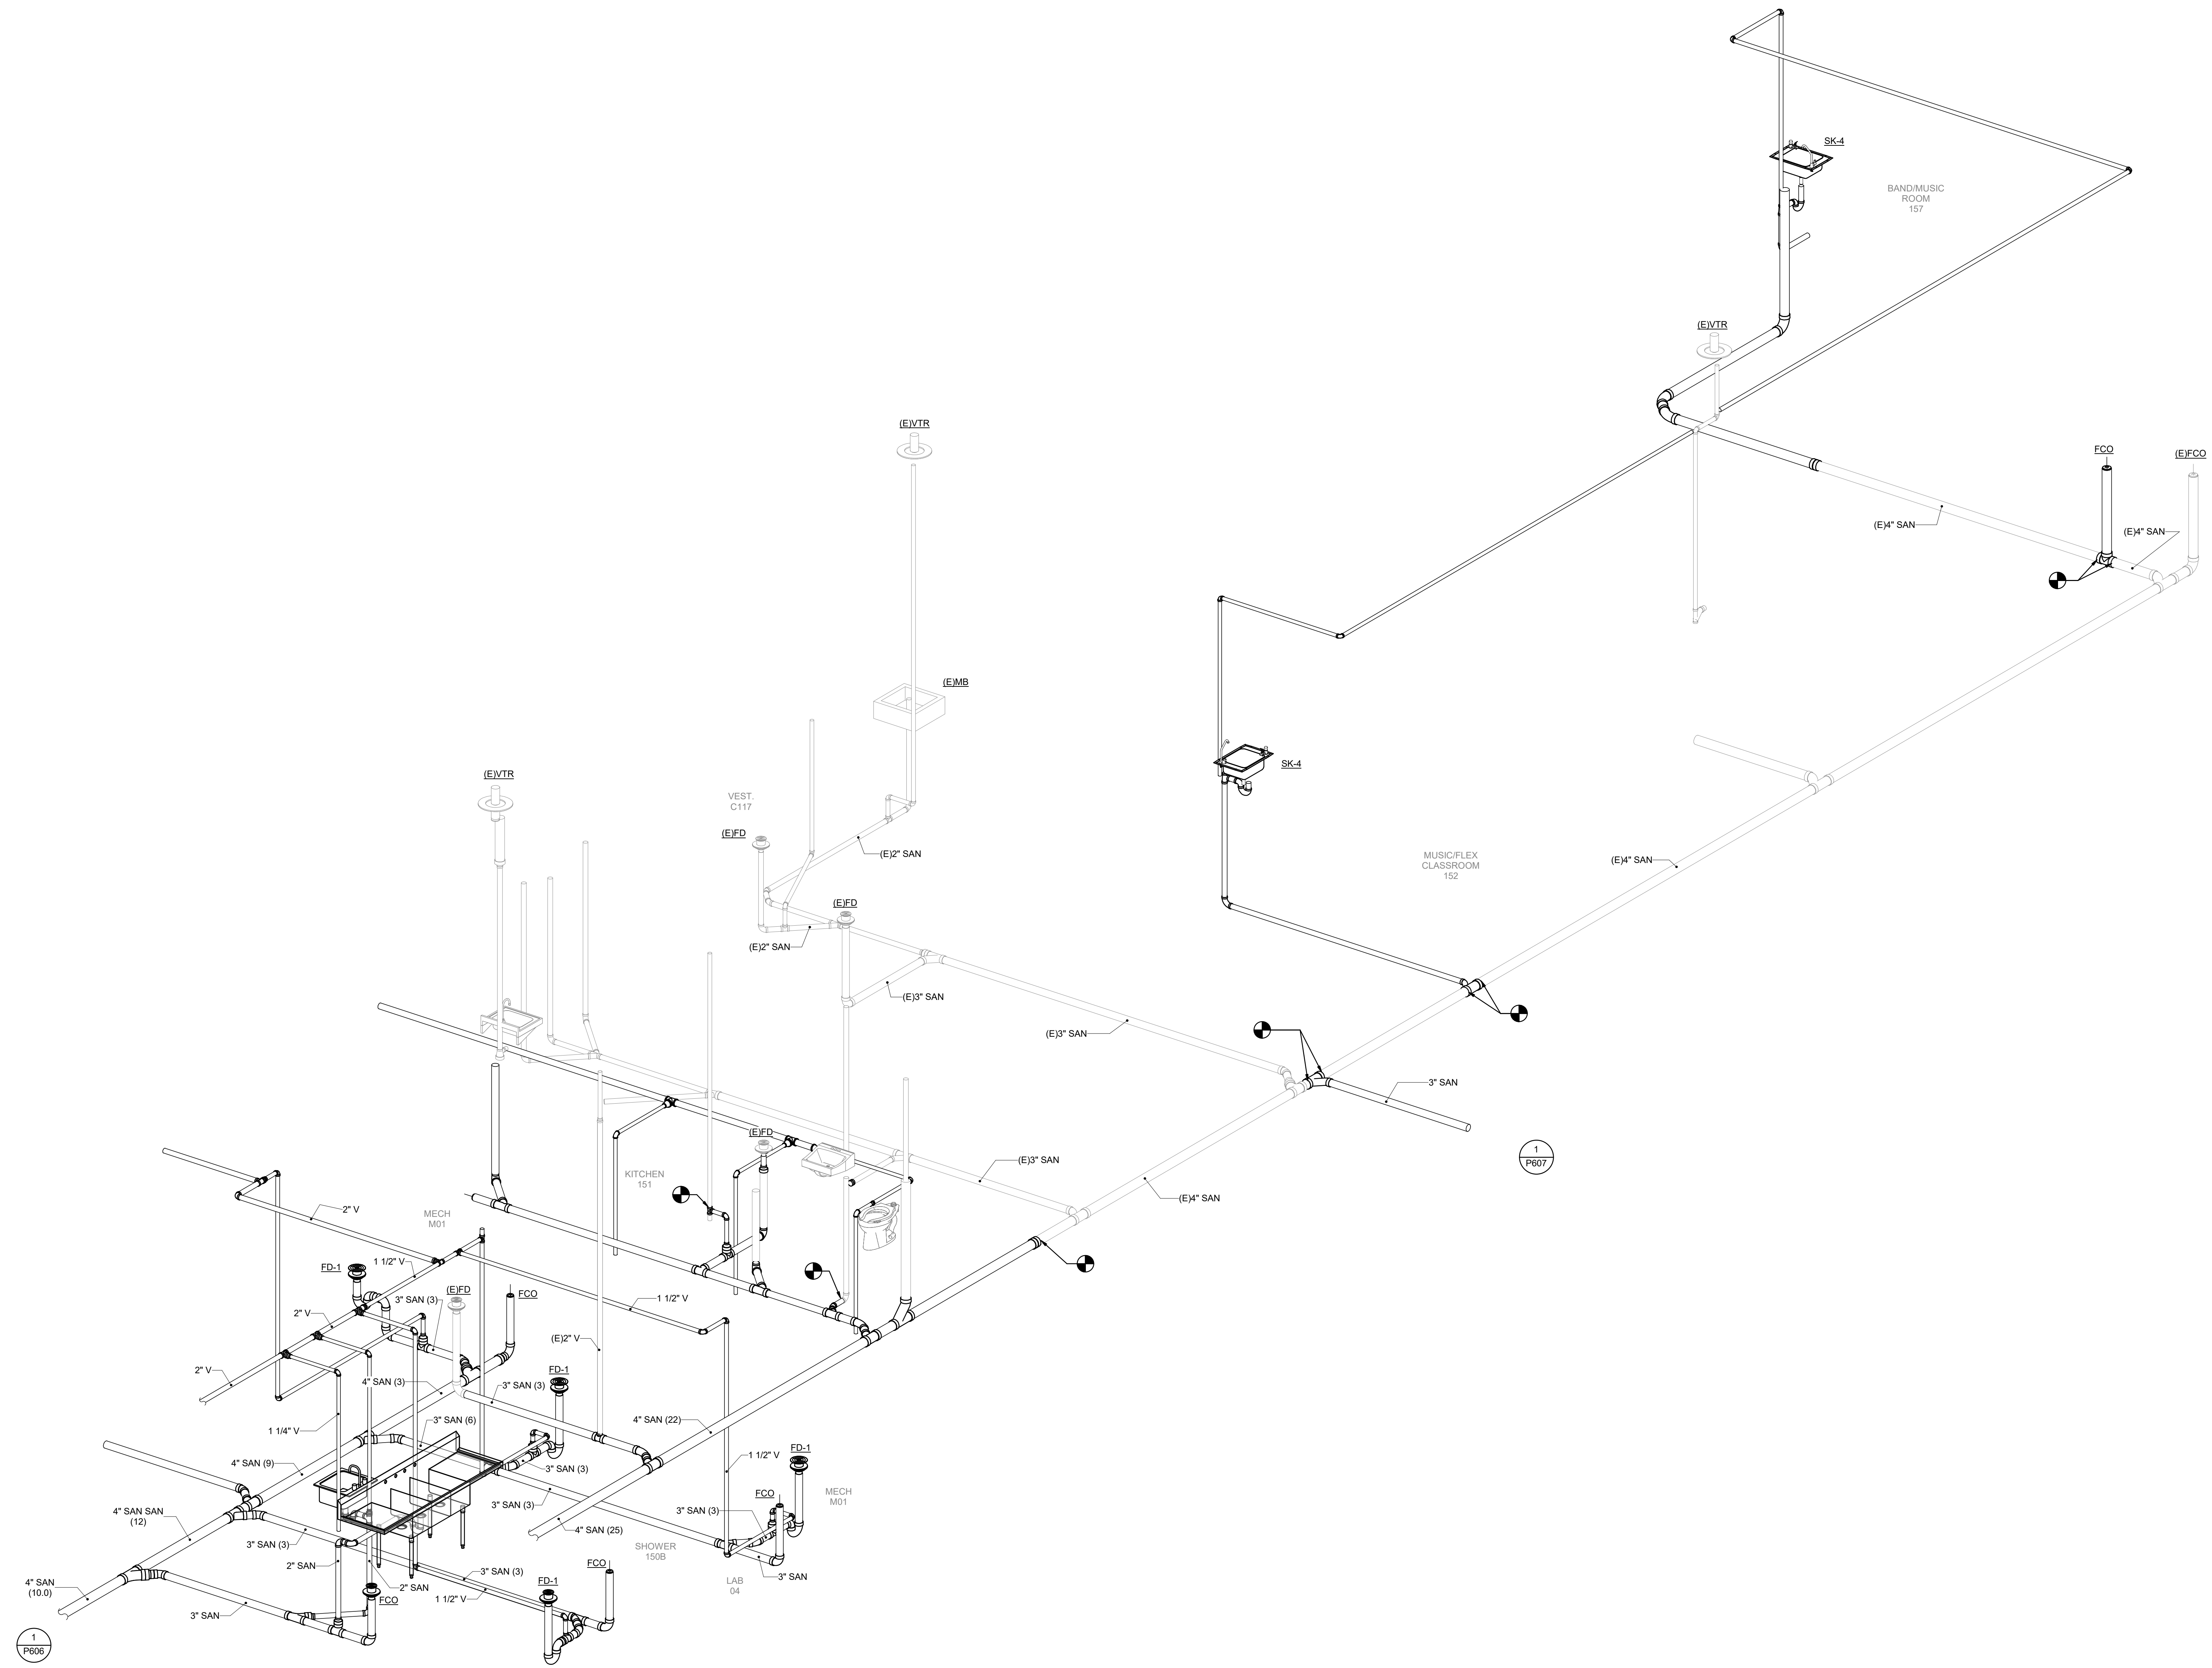 SK-4
BAND/MUSIC
ROOM
157
(E)VTR
(E)VTR
FCO
(E)FCO
(E)4" SAN
(E)4" SAN
(E)MB
(E)VTR
SK-4
VEST.
C117
(E)FD
(E)2" SAN
MUSIC/FLEX
CLASSROOM
152
(E)4" SAN
(E)FD
(E)2" SAN
(E)3" SAN
(E)3" SAN
3" SAN
(E)FD
1
P607
(E)3" SAN
KITCHEN
151
(E)4" SAN
2" V
MECH
M01
1 1/2" V
FD-1
(E)FD
FCO
3" SAN (3)
1 1/2" V
2" V
(E)2" V
2" V
FD-1
4" SAN (3)
3" SAN (3)
3" SAN (6)
4" SAN (22)
1 1/4" V
FD-1
1 1/2" V
4" SAN (9)
3" SAN (3)
MECH
M01
FCO
3" SAN (3)
3" SAN (3)
4" SAN SAN
(12)
4" SAN (25)
3" SAN (3)
SHOWER
150B
2" SAN
FCO
3" SAN (3)
3" SAN
FD-1
LAB
04
4" SAN
(10.0)
2" SAN
1 1/2" V
FCO
3" SAN
1
P606